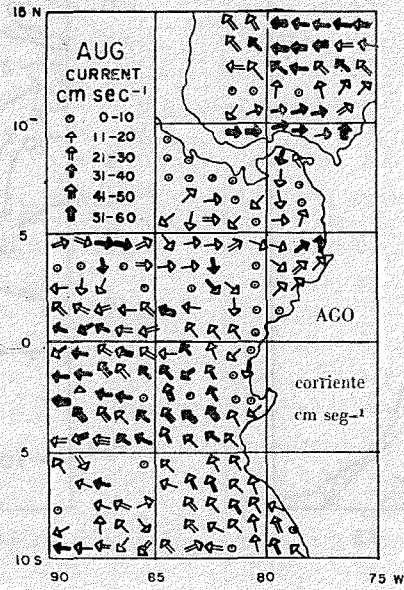 15 N
AUG
CURRENT
cm sec⁻¹
0-10
11-20
21-30
31-40
41-50
51-60
10
5
0
5
10 S
AGO
corriente
cm seg⁻¹
90 85 80 75 W